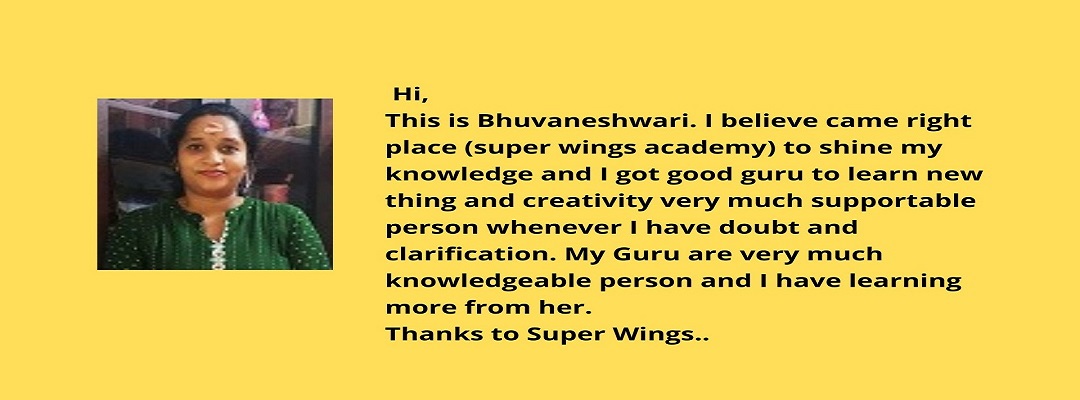 Hi,
This is Bhuvaneshwari. I believe came right
place (super wings academy) to shine my
knowledge and I got good guru to learn new
thing and creativity very much supportable
person whenever I have doubt and
clarification. My Guru are very much
knowledgeable person and I have learning
more from her.
Thanks to Super Wings..